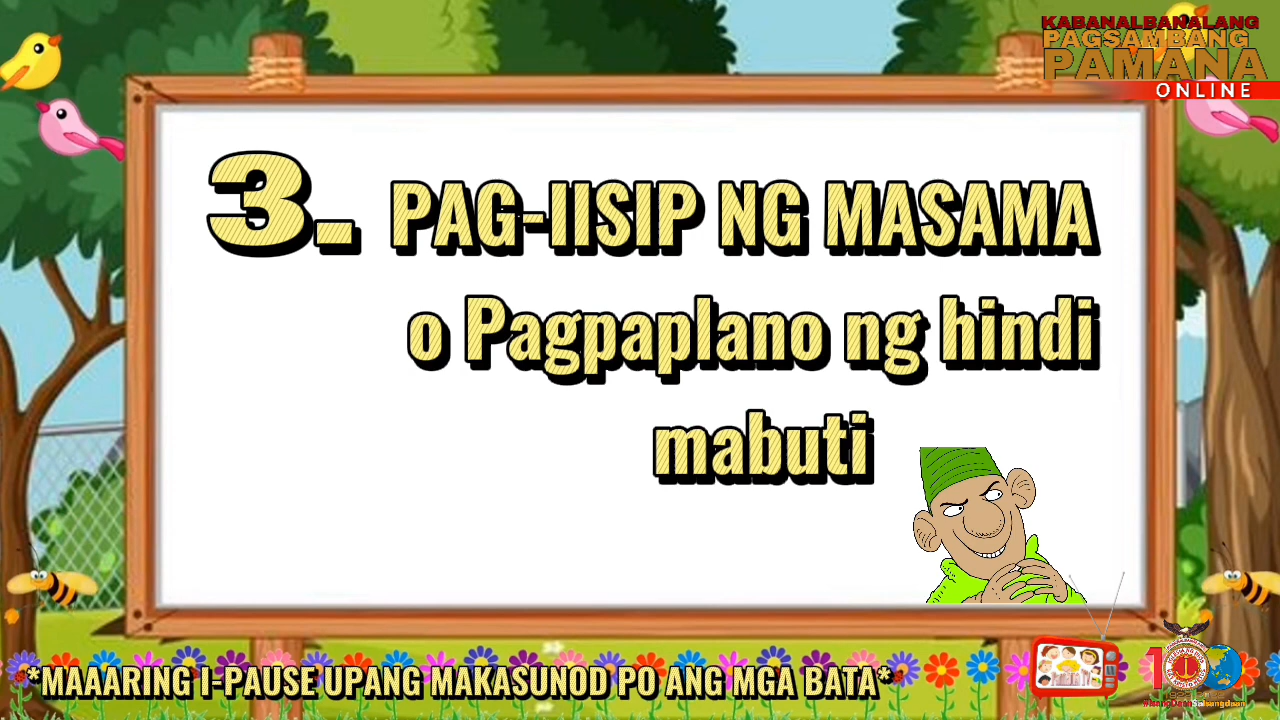 KABANALBANALANG
PAGSAMBANG
PAMANA
ONLINE
3. PAG-IISIP NG MASAMA
o Pagpaplano ng hindi
mabuti
*MAAARING I-PAUSE UPANG MAKASUNOD PO ANG MGA BATA*